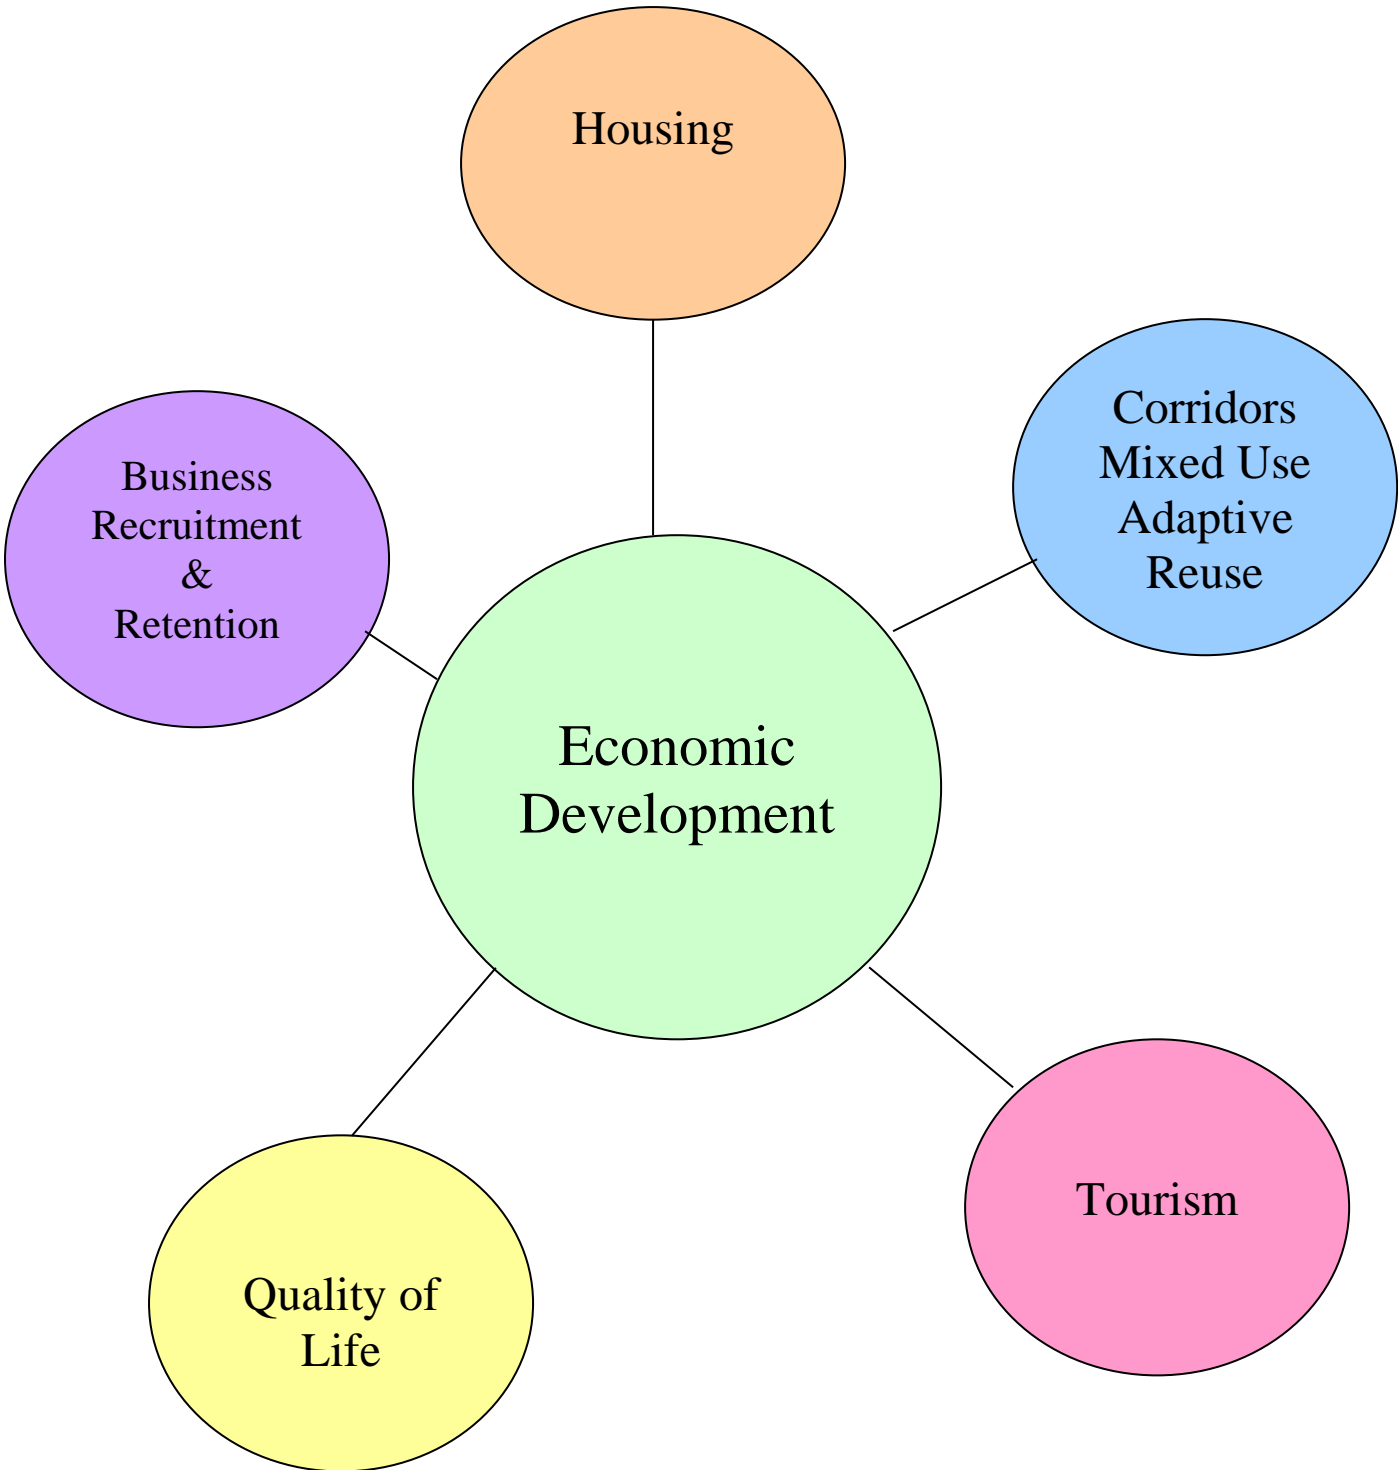 Housing
Corridors
Mixed Use
Adaptive
Reuse
Business
Recruitment
&
Retention
Economic
Development
Tourism
Quality of
Life